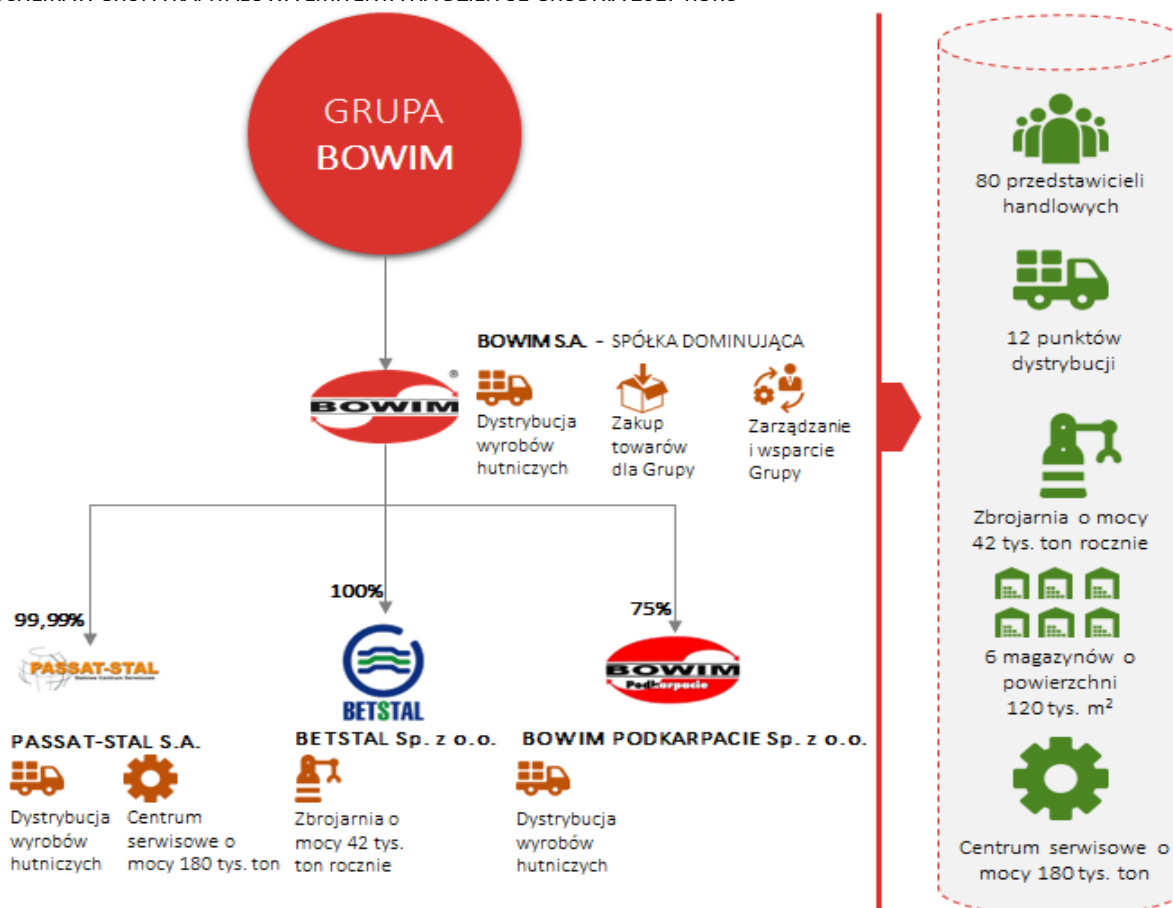 GRUPA
BOWIM
BOWIM S.A. - SPÓŁKA DOMINUJĄCA
BOWIM
®
Dystrybucja
wyrobów
hutniczych
Zakup
towarów
dla Grupy
Zarządzanie
i wsparcie
Grupy
99,99%
100%
75%
PASSAT-STAL
Stalowe Centrum Serwisowe
BETSTAL
BOWIM
Podkarpacie
PASSAT-STAL S.A.
Dystrybucja
wyrobów
hutniczych
Centrum
serwisowe o
mocy 180 tys. ton
BETSTAL Sp. z o.o.
Zbrojarnia o
mocy 42 tys.
ton rocznie
BOWIM PODKARPACIE Sp. z o.o.
Dystrybucja
wyrobów
hutniczych
80 przedstawicieli
handlowych
12 punktów
dystrybucji
Zbrojarnia o mocy
42 tys. ton rocznie
6 magazynów o
powierzchni
120 tys. m²
Centrum serwisowe o
mocy 180 tys. ton